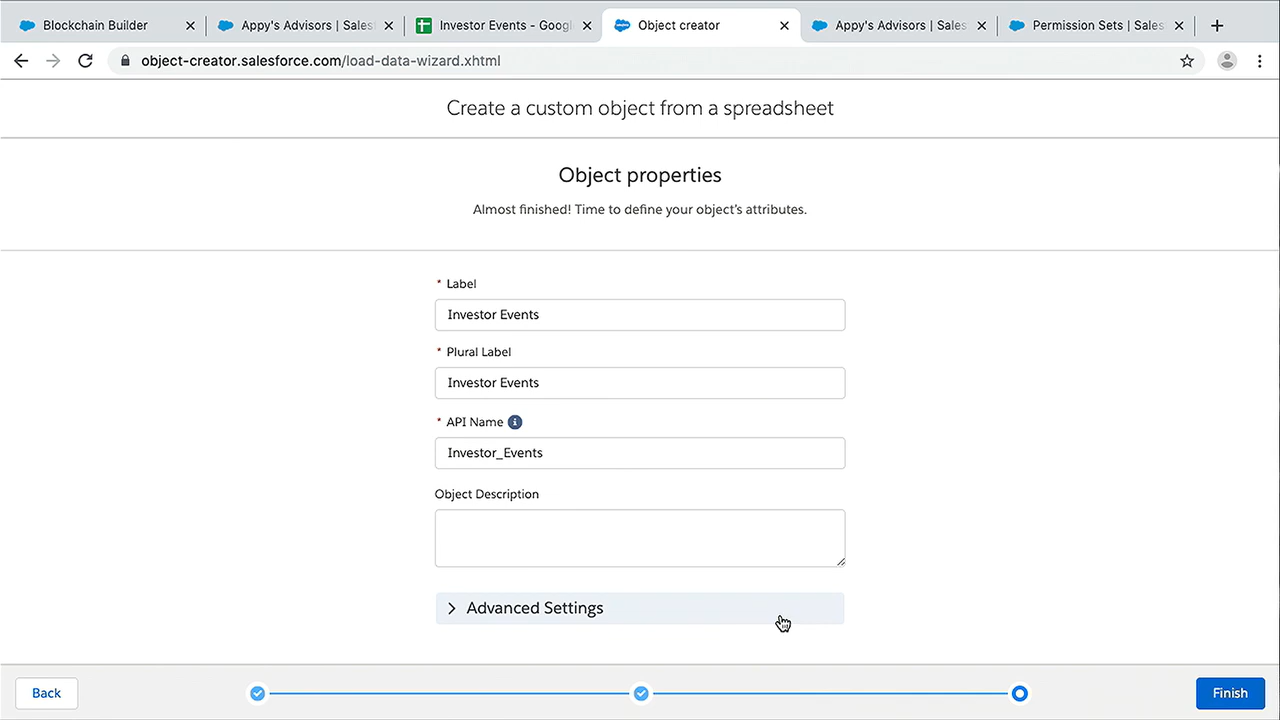 Blockchain Builder
Appy's Advisors | Sales
Investor Events - Googl
Object creator
Appy's Advisors | Sales
Permission Sets | Sales
object-creator.salesforce.com/load-data-wizard.xhtml
Create a custom object from a spreadsheet
Object properties
Almost finished! Time to define your object's attributes.
* Label
Investor Events
* Plural Label
Investor Events
* API Name
Investor_Events
Object Description
Advanced Settings
Back
Finish